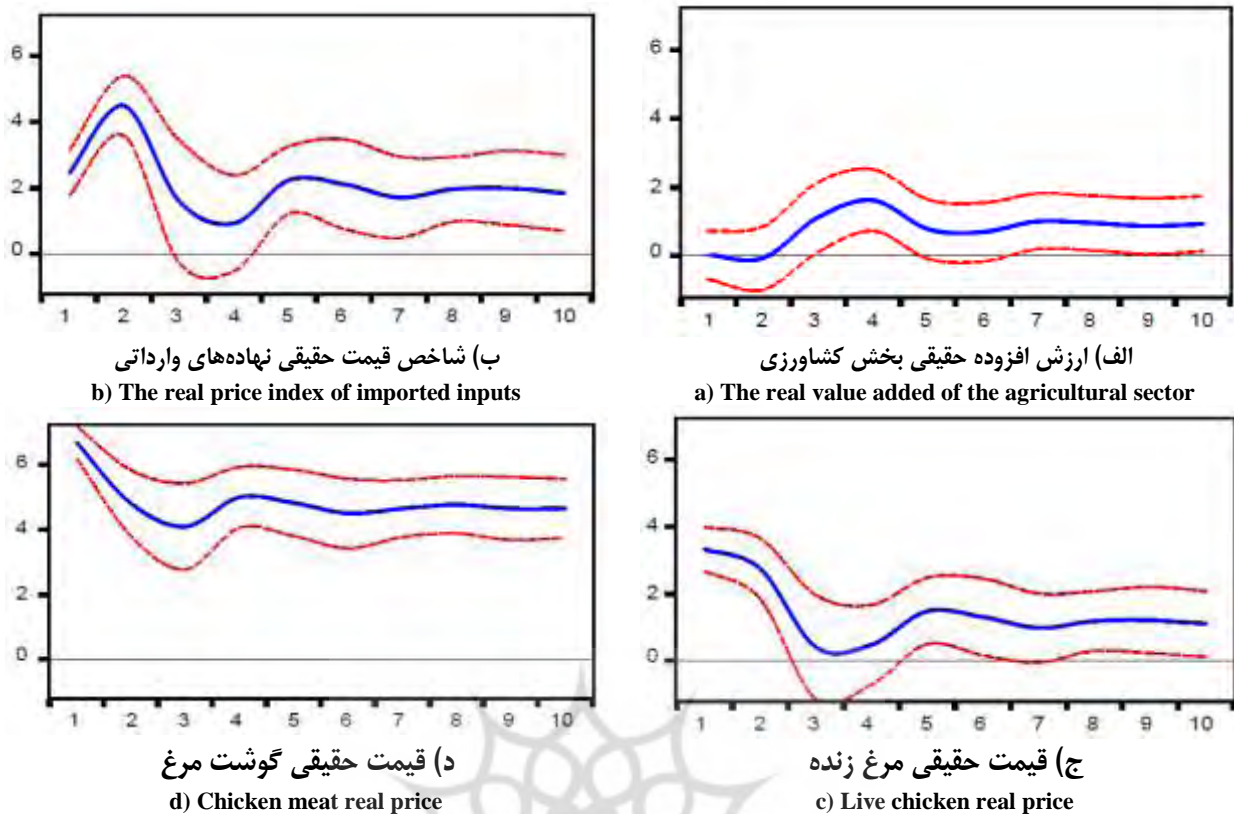 6
4
2
0
1 2 3 4 5 6 7 8 9 10
الف) ارزش افزوده حقیقی بخش کشاورزی
a) The real value added of the agricultural sector
6
4
2
0
1 2 3 4 5 6 7 8 9 10
ب) شاخص قیمت حقیقی نهاده‌های وارداتی
b) The real price index of imported inputs
6
4
2
0
1 2 3 4 5 6 7 8 9 10
ج) قیمت حقیقی مرغ زنده
c) Live chicken real price
6
4
2
0
1 2 3 4 5 6 7 8 9 10
د) قیمت حقیقی گوشت مرغ
d) Chicken meat real price